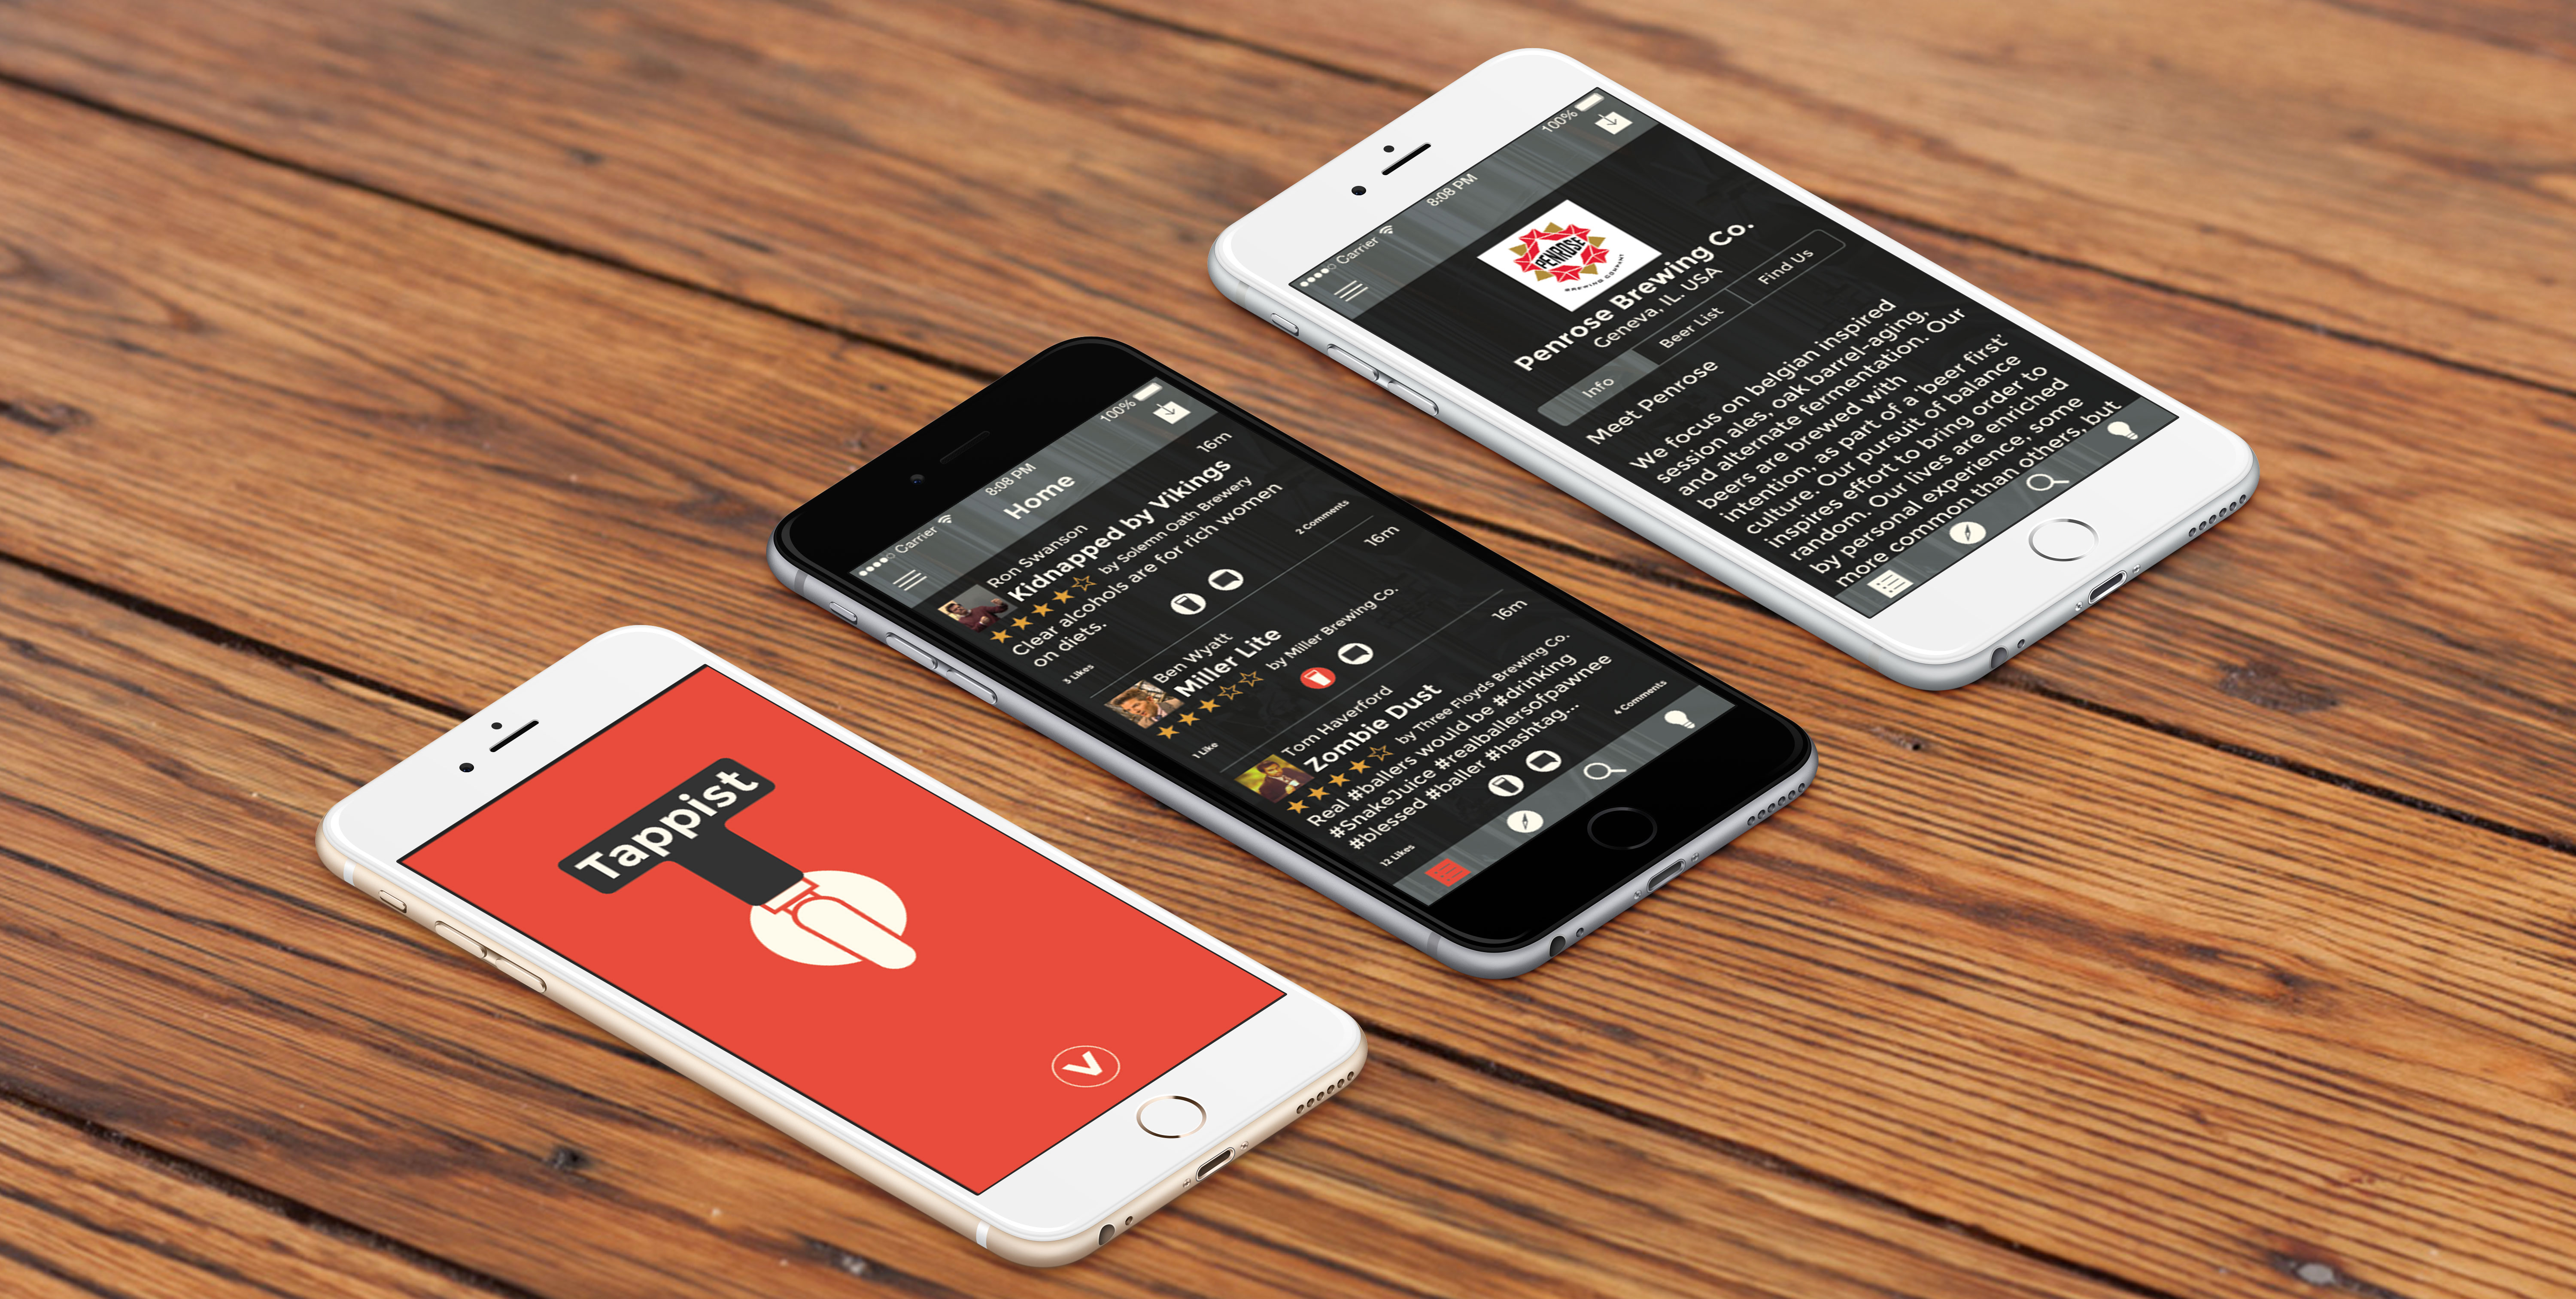 Tappist
V
Carrier
8:08 PM
100%
Home
Ron Swanson
16m
Kidnapped by Vikings
by Solemn Oath Brewery
Clear alcohols are for rich women
on diets.
3 Likes
2 Comments
Ben Wyatt
16m
Miller Lite
by Miller Brewing Co.
1 Like
Tom Haverford
16m
Zombie Dust
by Three Floyds Brewing Co.
Real #ballers would be #drinking
#SnakeJuice #realballersofpawnee
#blessed #baller #hashtag...
12 Likes
4 Comments
Carrier
8:08 PM
100%
PENROSE
BREWING COMPANY
Penrose Brewing Co.
Geneva, IL. USA
Info
Beer List
Find Us
Meet Penrose
We focus on belgian inspired
session ales, oak barrel-aging,
and alternate fermentation. Our
beers are brewed with
intention, as part of a 'beer first'
culture. Our pursuit of balance
inspires effort to bring order to
random. Our lives are enriched
by personal experience, some
more common than others, but